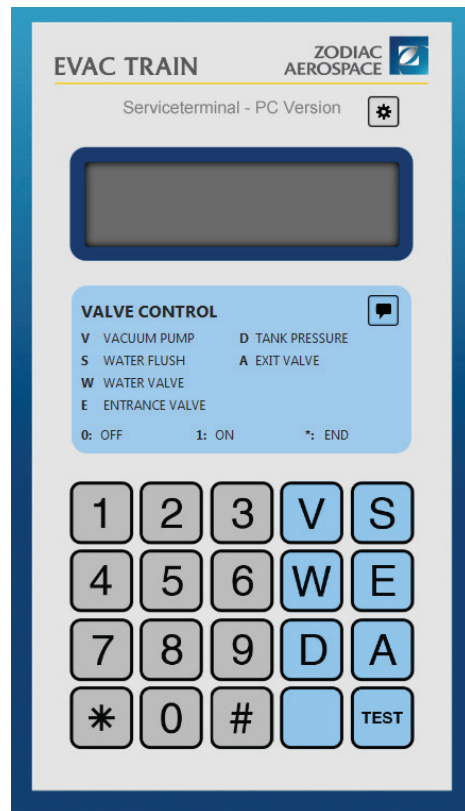 EVAC TRAIN
ZODIAC
AEROSPACE
Serviceterminal - PC Version
VALVE CONTROL
V VACUUM PUMP D TANK PRESSURE
S WATER FLUSH A EXIT VALVE
W WATER VALVE
E ENTRANCE VALVE
0: OFF 1: ON *: END
1 2 3 V S
4 5 6 W E
7 8 9 D A
* 0 # TEST